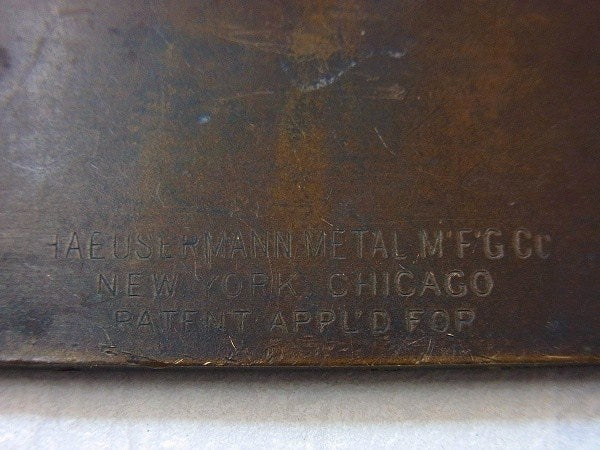 HAEUSERMANN METAL M'F'G Co
NEW YORK, CHICAGO
PATENT APPL'D FOR